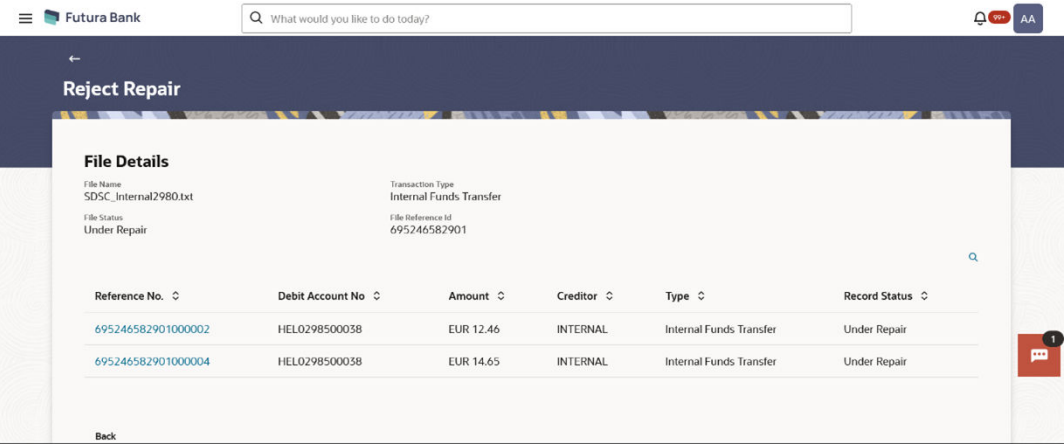 Futura Bank
What would you like to do today?
99+
AA
Reject Repair
File Details
File Name
Transaction Type
SDSC_Internal2980.txt
Internal Funds Transfer
File Status
File Reference Id
Under Repair
695246582901
Reference No. Debit Account No Amount Creditor Type Record Status
695246582901000002 HEL0298500038 EUR 12.46 INTERNAL Internal Funds Transfer Under Repair
695246582901000004 HEL0298500038 EUR 14.65 INTERNAL Internal Funds Transfer Under Repair
1
Back